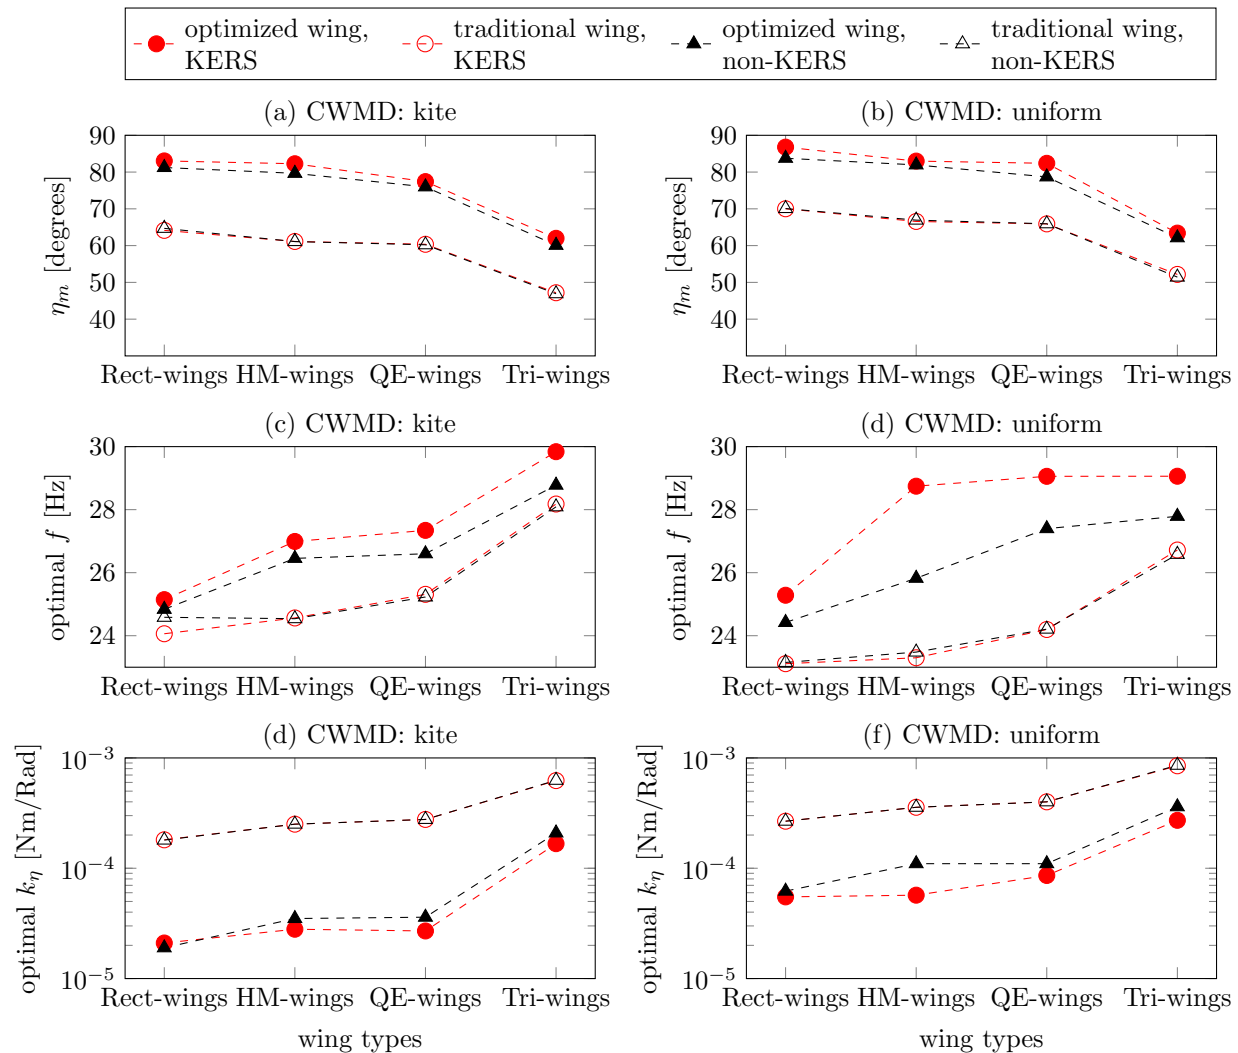 optimized wing, KERS
traditional wing, KERS
optimized wing, non-KERS
traditional wing, non-KERS
(a) CWMD: kite
η_m [degrees]
90
80
70
60
50
40
Rect-wings HM-wings QE-wings Tri-wings
(b) CWMD: uniform
η_m [degrees]
90
80
70
60
50
40
Rect-wings HM-wings QE-wings Tri-wings
(c) CWMD: kite
optimal f [Hz]
30
28
26
24
Rect-wings HM-wings QE-wings Tri-wings
(d) CWMD: uniform
optimal f [Hz]
30
28
26
24
Rect-wings HM-wings QE-wings Tri-wings
(d) CWMD: kite
optimal k_η [Nm/Rad]
10⁻³
10⁻⁴
10⁻⁵
Rect-wings HM-wings QE-wings Tri-wings
wing types
(f) CWMD: uniform
optimal k_η [Nm/Rad]
10⁻³
10⁻⁴
10⁻⁵
Rect-wings HM-wings QE-wings Tri-wings
wing types